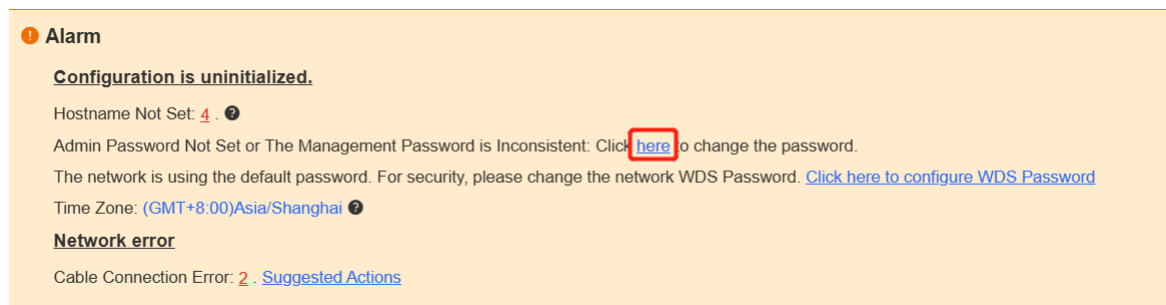 Alarm
Configuration is uninitialized.
Hostname Not Set: 4 .
Admin Password Not Set or The Management Password is Inconsistent: Click here to change the password.
The network is using the default password. For security, please change the network WDS Password. Click here to configure WDS Password
Time Zone: (GMT+8:00)Asia/Shanghai
Network error
Cable Connection Error: 2 . Suggested Actions